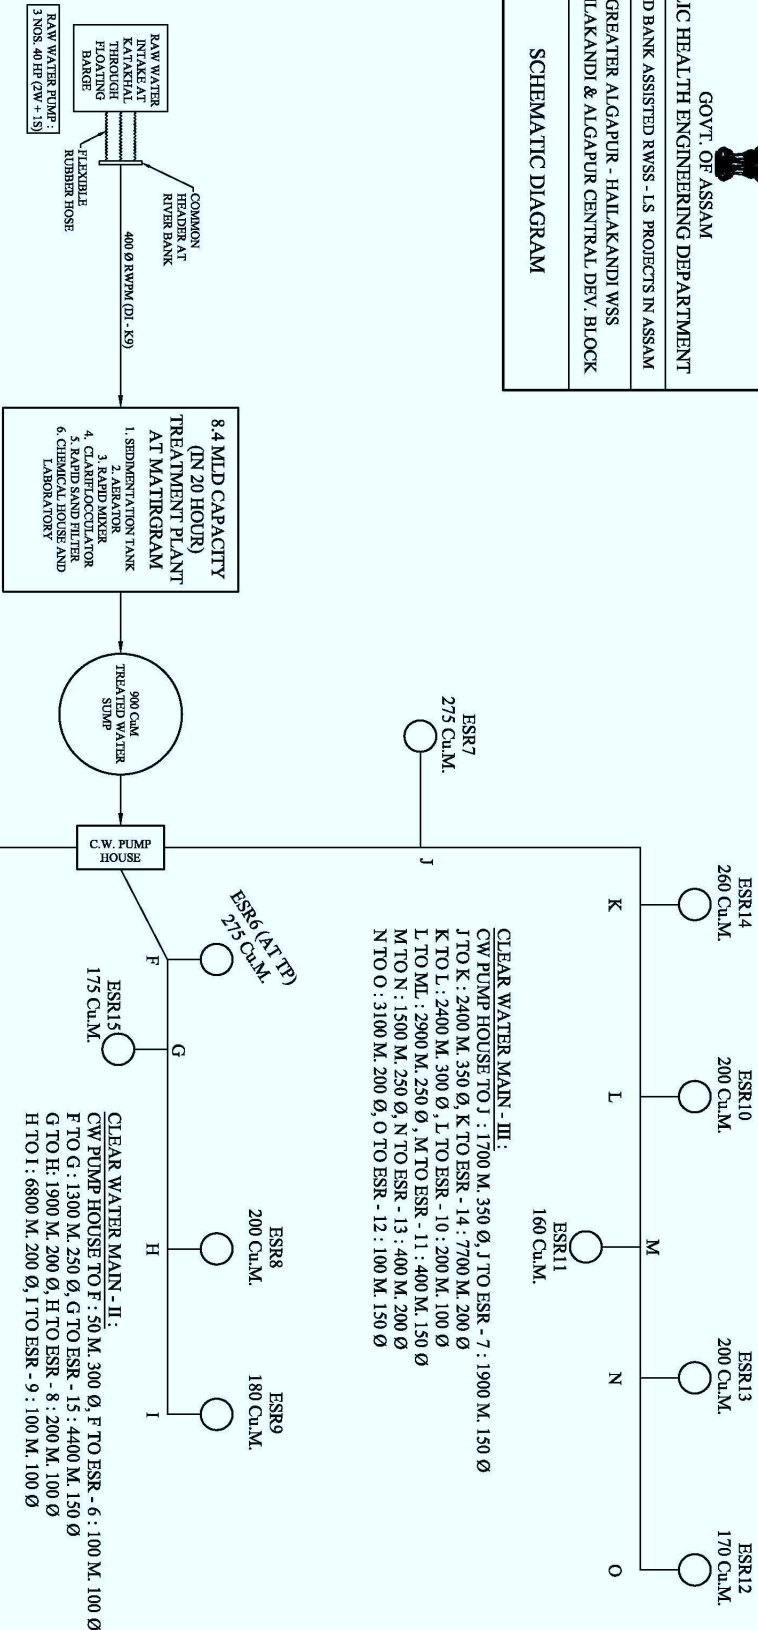 GOVT. OF ASSAM
LIC HEALTH ENGINEERING DEPARTMENT
D BANK ASSISTED RWSS - LS PROJECTS IN ASSAM
GREATER ALGAPUR - HAILAKANDI WSS
ILAKANDI & ALGAPUR CENTRAL DEV. BLOCK
SCHEMATIC DIAGRAM
RAW WATER
INTAKE AT
KATAKHAL
THROUGH
FLOATING
BARGE
RAW WATER PUMP :
3 NOS. 40 HP (2W + 1S)
COMMON
HEADER AT
RIVER BANK
FLEXIBLE
RUBBER HOSE
400 Ø RWPM (DI - K9)
8.4 MLD CAPACITY
(IN 20 HOUR)
TREATMENT PLANT
AT MATIRGRAM
1. SEDIMENTATION TANK
2. AERATOR
3. RAPID MIXER
4. CLARIFLOCCULATOR
5. RAPID SAND FILTER
6. CHEMICAL HOUSE AND
LABORATORY
900 CuM
TREATED WATER
SUMP
C.W. PUMP
HOUSE
ESR7
275 Cu.M.
J
ESR14
260 Cu.M.
K
ESR10
200 Cu.M.
L
ESR11
160 Cu.M.
M
ESR13
200 Cu.M.
N
ESR12
170 Cu.M.
O
CLEAR WATER MAIN - III :
CW PUMP HOUSE TO J : 1700 M. 350 Ø, J TO ESR - 7 : 1900 M. 150 Ø
J TO K : 2400 M. 350 Ø, K TO ESR - 14 : 7700 M. 200 Ø
K TO L : 2400 M. 300 Ø, L TO ESR - 10 : 200 M. 100 Ø
L TO ML : 2900 M. 250 Ø , M TO ESR - 11 : 400 M. 150 Ø
M TO N : 1500 M. 250 Ø, N TO ESR - 13 : 400 M. 200 Ø
N TO O : 3100 M. 200 Ø, O TO ESR - 12 : 100 M. 150 Ø
ESR6 (AT TP)
275 Cu.M.
F
ESR15
175 Cu.M.
G
ESR8
200 Cu.M.
H
ESR9
180 Cu.M.
I
CLEAR WATER MAIN - II :
CW PUMP HOUSE TO F : 50 M. 300 Ø, F TO ESR - 6 : 100 M. 100 Ø
F TO G : 1300 M. 250 Ø, G TO ESR - 15 : 4400 M. 150 Ø
G TO H: 1900 M. 200 Ø, H TO ESR - 8 : 200 M. 100 Ø
H TO I : 6800 M. 200 Ø, I TO ESR - 9 : 100 M. 100 Ø